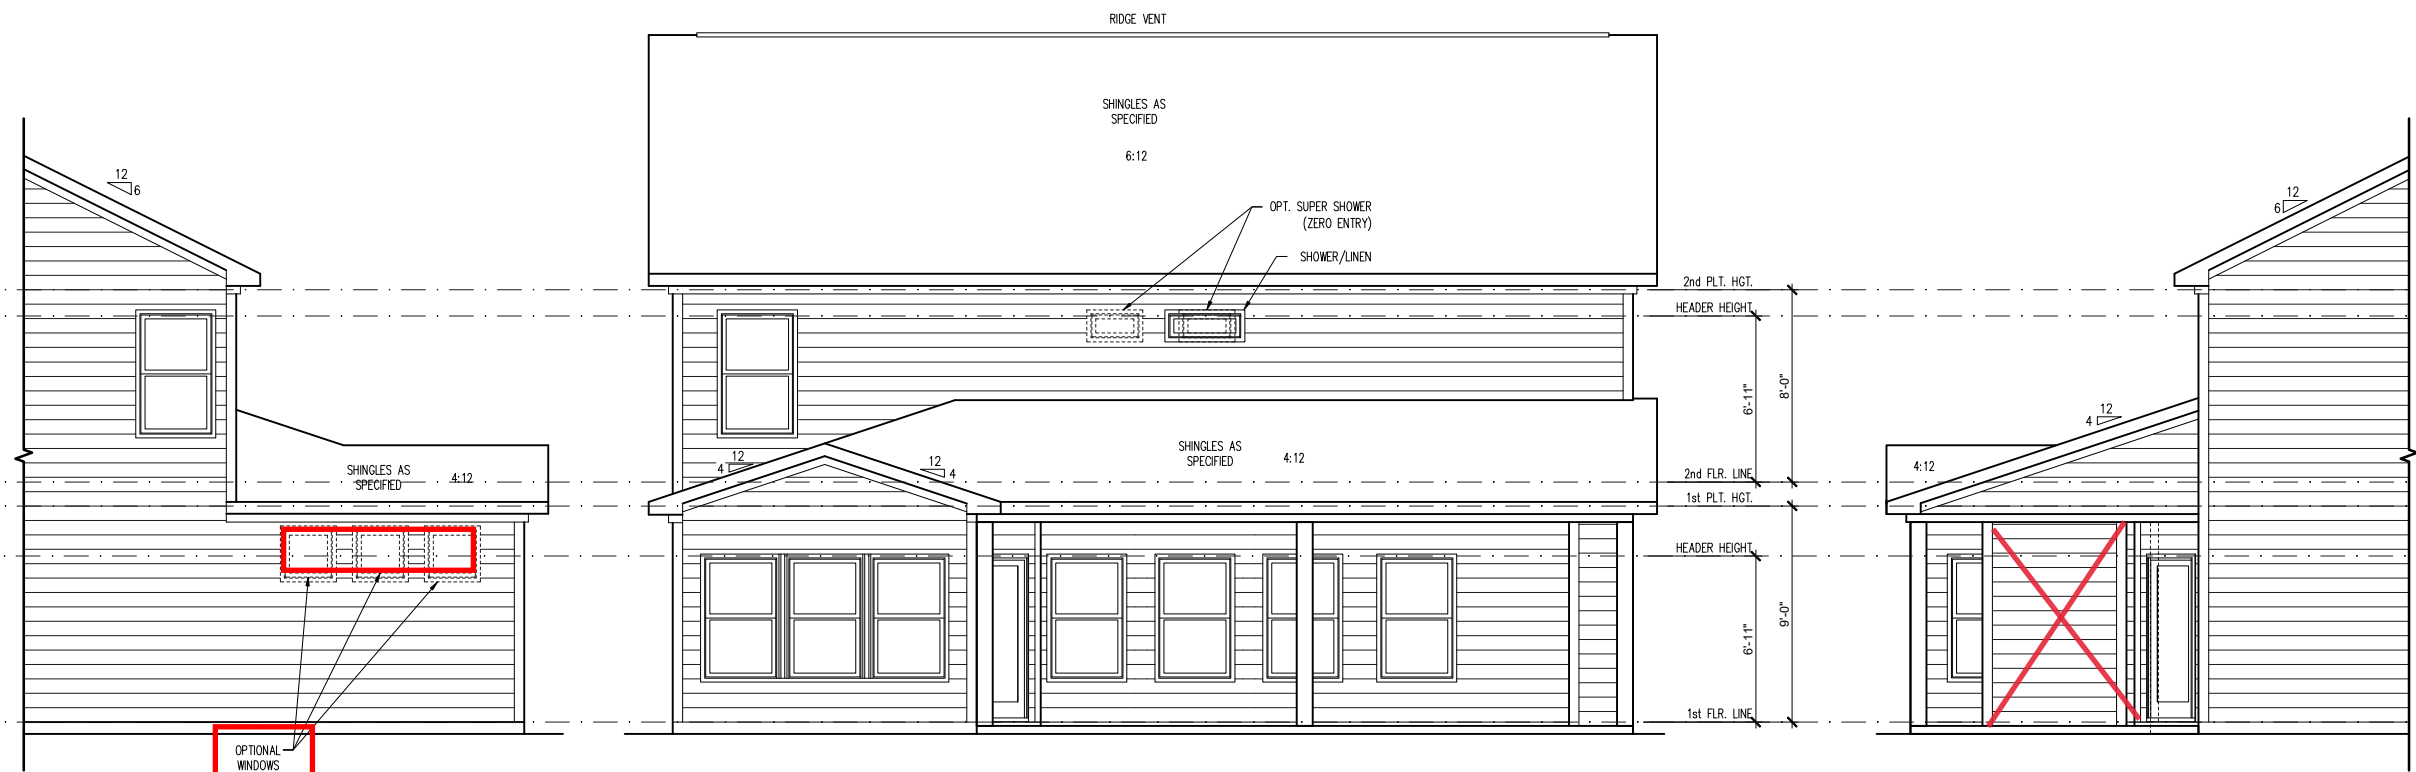 RIDGE VENT
SHINGLES AS
SPECIFIED
6:12
12
6
OPT. SUPER SHOWER
(ZERO ENTRY)
SHOWER/LINEN
12
6
2nd PLT. HGT.
HEADER HEIGHT
6'-11"
8'-0"
12
4
SHINGLES AS
SPECIFIED
4:12
12
4
12
4
SHINGLES AS
SPECIFIED
4:12
4:12
2nd FLR. LINE
1st PLT. HGT.
HEADER HEIGHT
6'-11"
9'-0"
1st FLR. LINE
OPTIONAL
WINDOWS